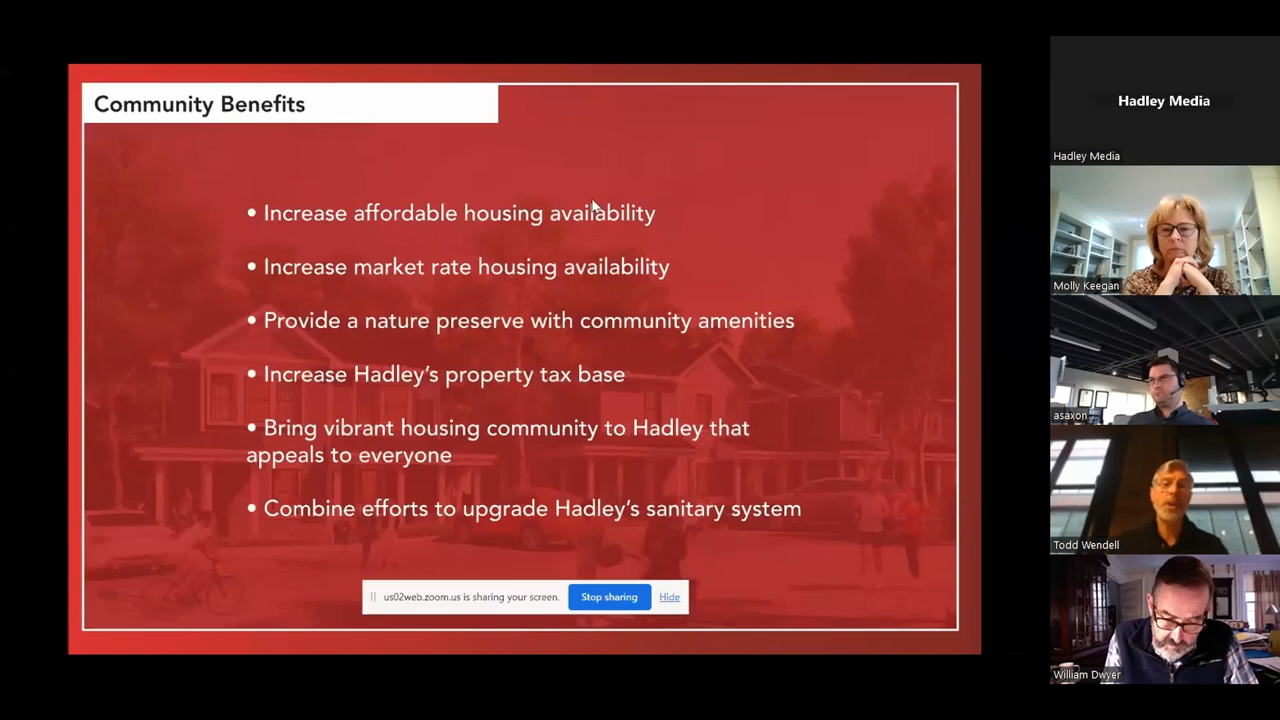 Community Benefits
• Increase affordable housing availability
• Increase market rate housing availability
• Provide a nature preserve with community amenities
• Increase Hadley's property tax base
• Bring vibrant housing community to Hadley that
appeals to everyone
• Combine efforts to upgrade Hadley's sanitary system
us02web.zoom.us is sharing your screen.
Stop sharing
Hide
Hadley Media
Hadley Media
Molly Keegan
asaxon
Todd Wendell
William Dwyer